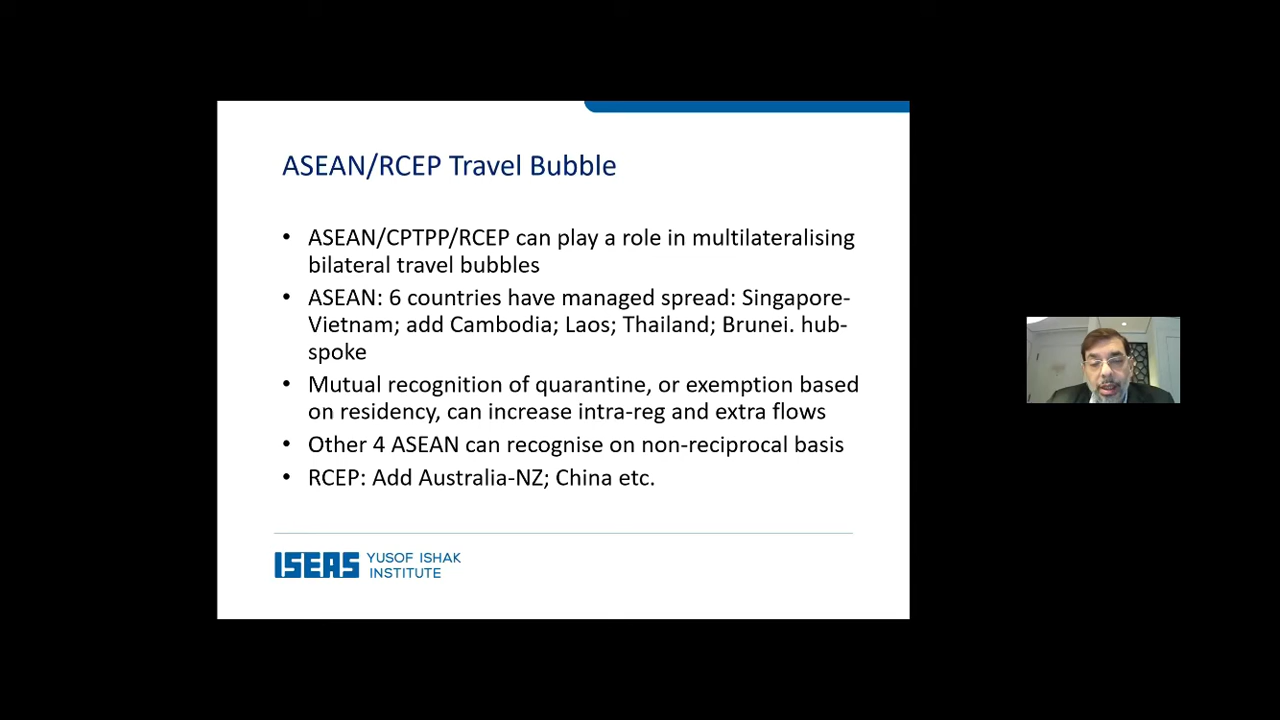 ASEAN/RCEP Travel Bubble
• ASEAN/CPTPP/RCEP can play a role in multilateralising
bilateral travel bubbles
• ASEAN: 6 countries have managed spread: Singapore-
Vietnam; add Cambodia; Laos; Thailand; Brunei. hub-
spoke
• Mutual recognition of quarantine, or exemption based
on residency, can increase intra-reg and extra flows
• Other 4 ASEAN can recognise on non-reciprocal basis
• RCEP: Add Australia-NZ; China etc.
ISEAS YUSOF ISHAK
INSTITUTE